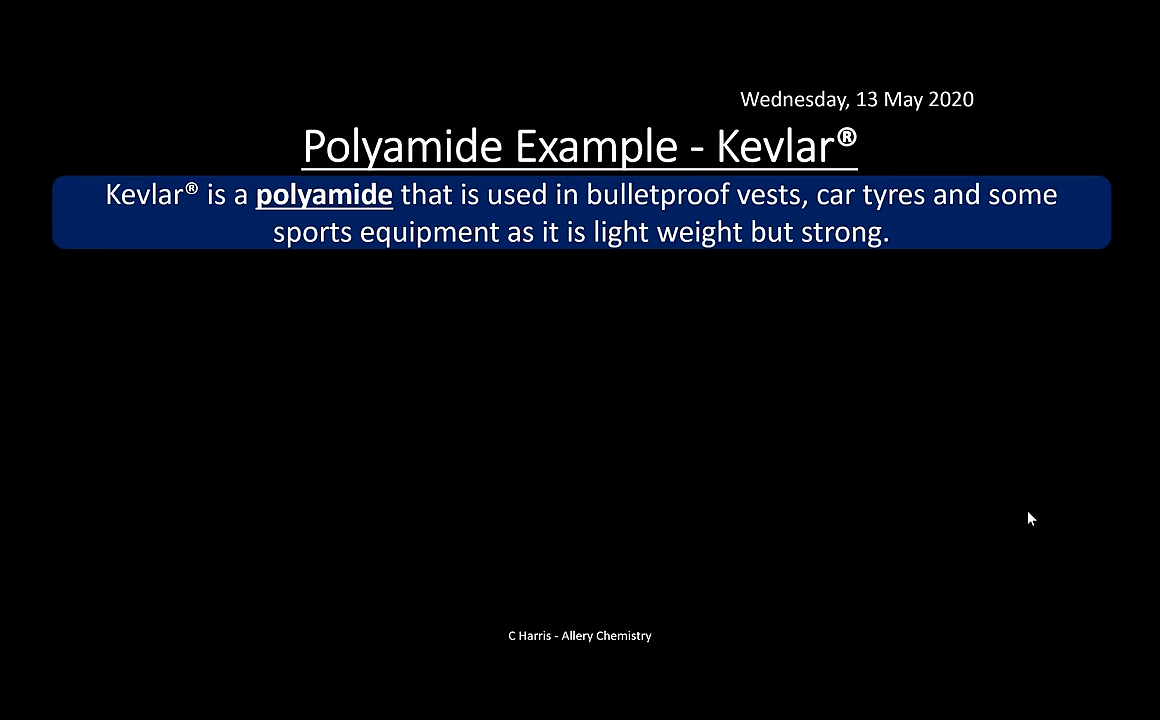 Wednesday, 13 May 2020
Polyamide Example - Kevlar®
Kevlar® is a polyamide that is used in bulletproof vests, car tyres and some
sports equipment as it is light weight but strong.
C Harris - Allery Chemistry